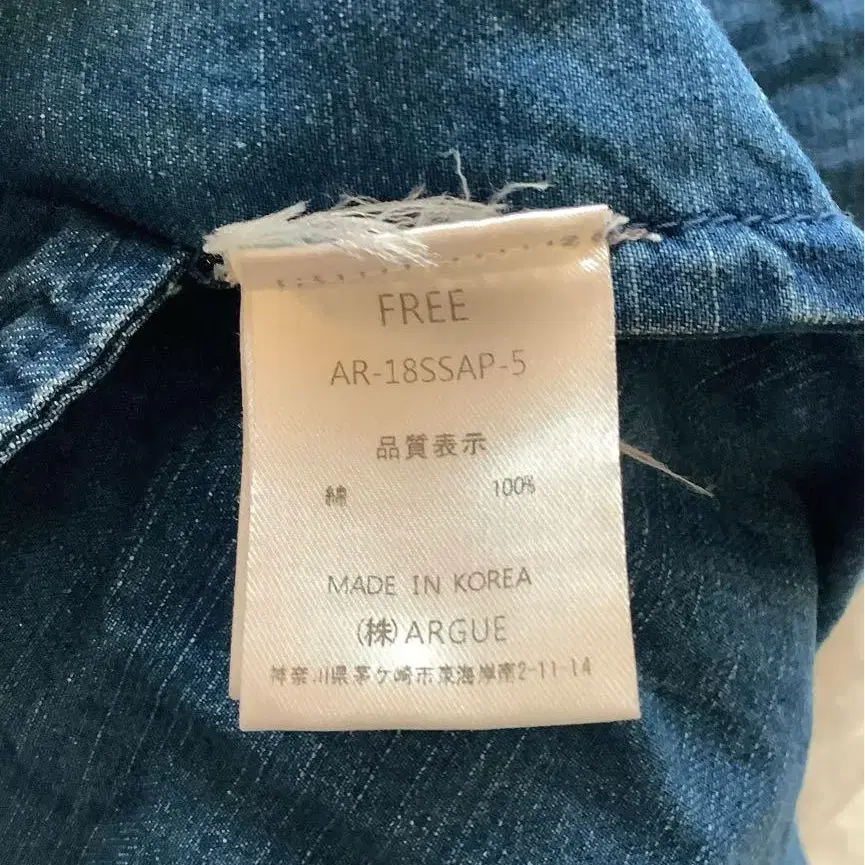 FREE
AR-18SSAP-5
品質表示
綿 100%
MADE IN KOREA
(株)ARGUE
神奈川県茅ケ崎市東海岸南2-11-14